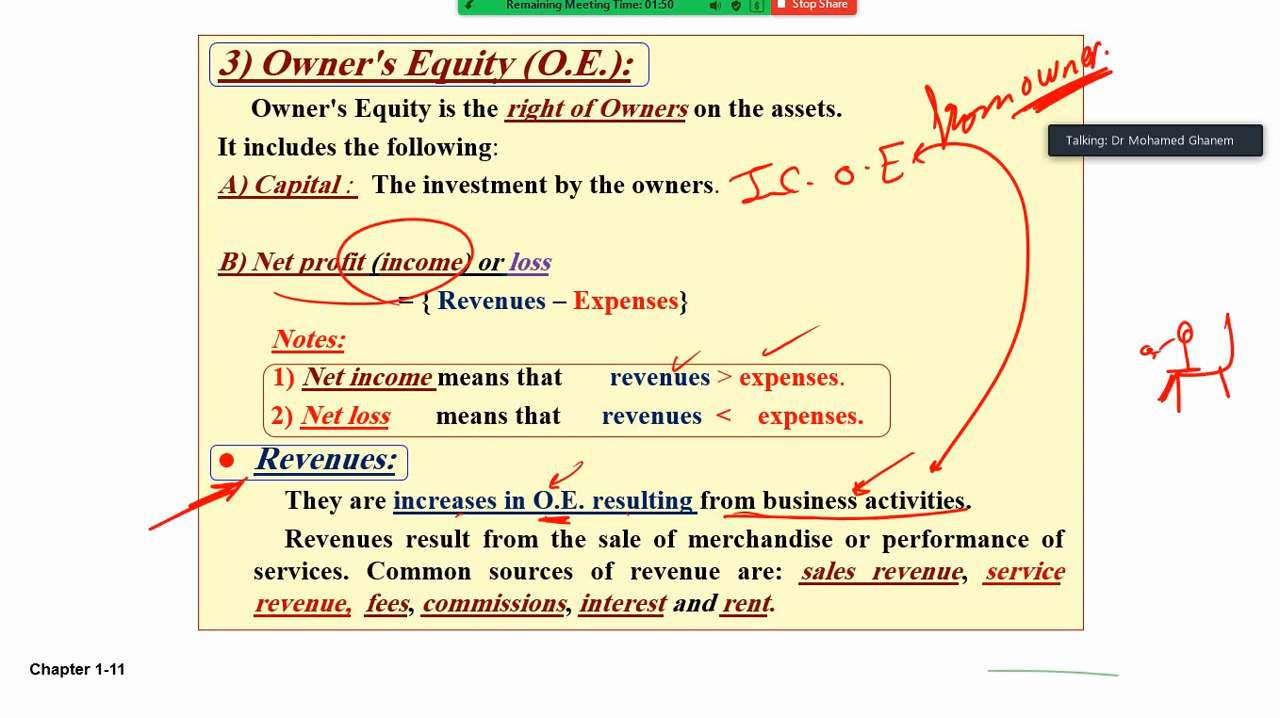 Remaining Meeting Time: 01:50 $ Stop Share
3) Owner's Equity (O.E.):
from owner.
Owner's Equity is the right of Owners on the assets.
Talking: Dr Mohamed Ghanem
It includes the following:
A) Capital : The investment by the owners.
O.E
B) Net profit (income) or loss
= { Revenues – Expenses}
Notes:
1) Net income means that revenues > expenses.
2) Net loss means that revenues < expenses.
● Revenues:
They are increases in O.E. resulting from business activities.
Revenues result from the sale of merchandise or performance of
services. Common sources of revenue are: sales revenue, service
revenue, fees, commissions, interest and rent.
Chapter 1-11